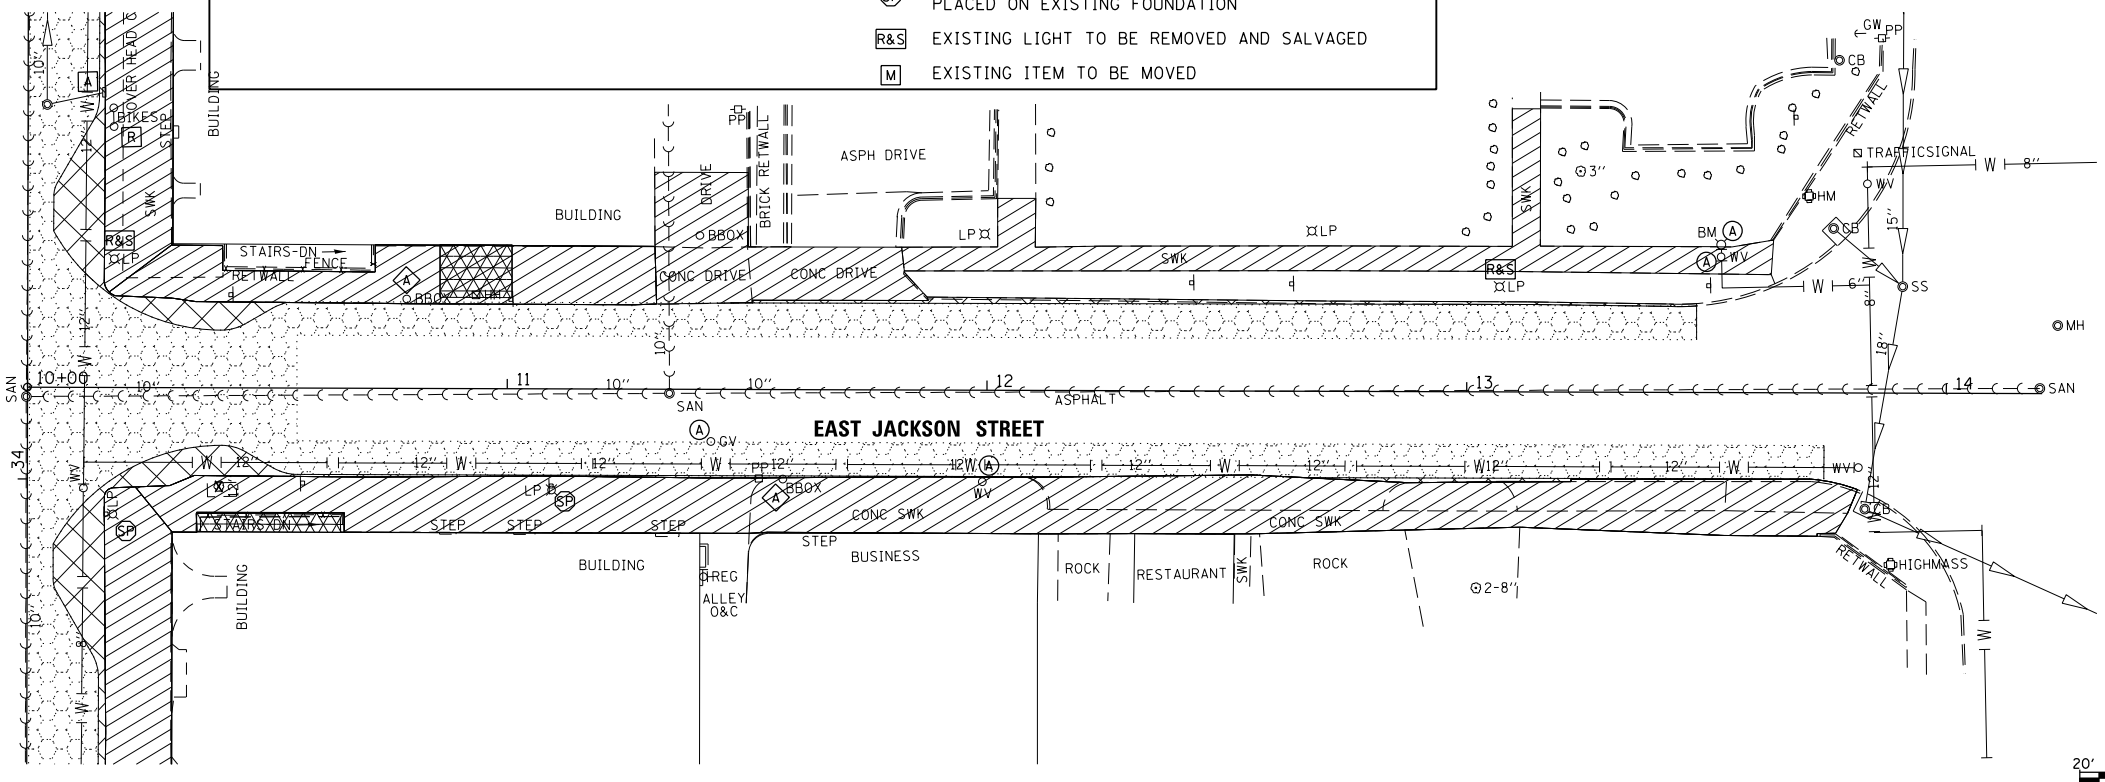 PLACED ON EXISTING FOUNDATION
R&S EXISTING LIGHT TO BE REMOVED AND SALVAGED
M EXISTING ITEM TO BE MOVED
10'
A
W
12"
OVER HEAD
BIKES
R
STEP
SWK
BUILDING
R&S
LP
STAIRS-DN
FENCE
RETWALL
A
BBOX
BUILDING
DRIVE
BBOX
CONC DRIVE
PP
BRICK RETWALL
ASPH DRIVE
CONC DRIVE
LP
SWK
LP
SWK
R&S
LP
3"
BM A
A WV
W 6"
GW PP
CB
RETWALL
TRAFFICSIGNAL
W 8"
WV
HM
CB
15"
W
8"
SS
MH
18"
12"
W
SAN
10+00
10"
11
10"
10"
10"
SAN
12
ASPHALT
13
14
SAN
EAST JACKSON STREET
A
GV
34
WV
W 12" 12" W 12" W 12" 12" W A 12" W 12" W 12" 12" W WV
PP
LP
SP
LP
SP
A
BBOX
WV
12"
W
CB
STAIRS DN
STEP
STEP
STEP
CONC SWK
CONC SWK
STEP
BUSINESS
BUILDING
BUILDING
REG
ALLEY
O&C
ROCK
RESTAURANT
SWK
ROCK
2-8"
RETWALL
HIGHMASS
W
10"
8"
W
20'